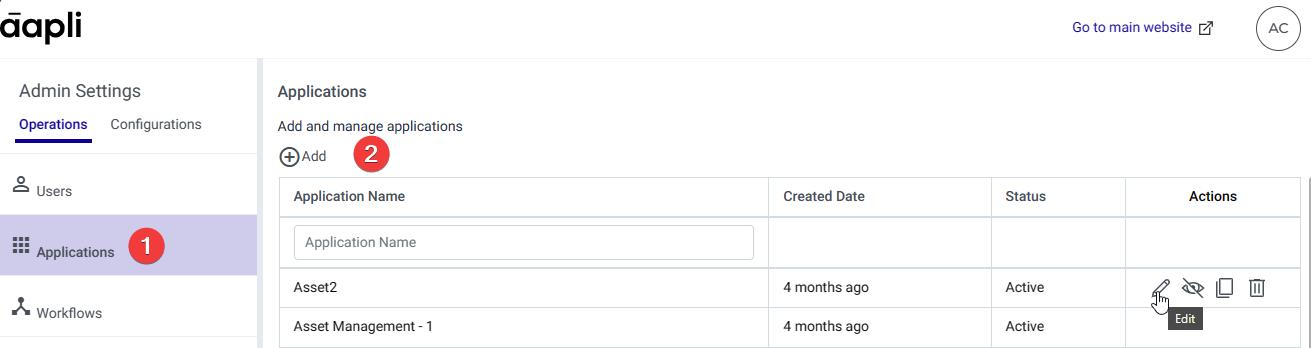 āapli
Go to main website
AC
Admin Settings
Operations Configurations
Users
Applications 1
Workflows
Applications
Add and manage applications
Add 2
Application Name Created Date Status Actions
Application Name
Asset2 4 months ago Active
Edit
Asset Management - 1 4 months ago Active